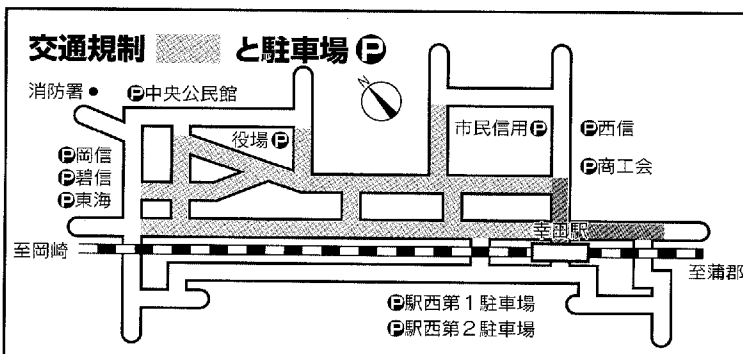 交通規制 と駐車場 Ⓟ
消防署 ● Ⓟ中央公民館
N
役場Ⓟ
市民信用Ⓟ
Ⓟ西信
Ⓟ岡信
Ⓟ碧信
Ⓟ東海
Ⓟ商工会
幸田駅
至岡崎
至蒲郡
Ⓟ駅西第1駐車場
Ⓟ駅西第2駐車場